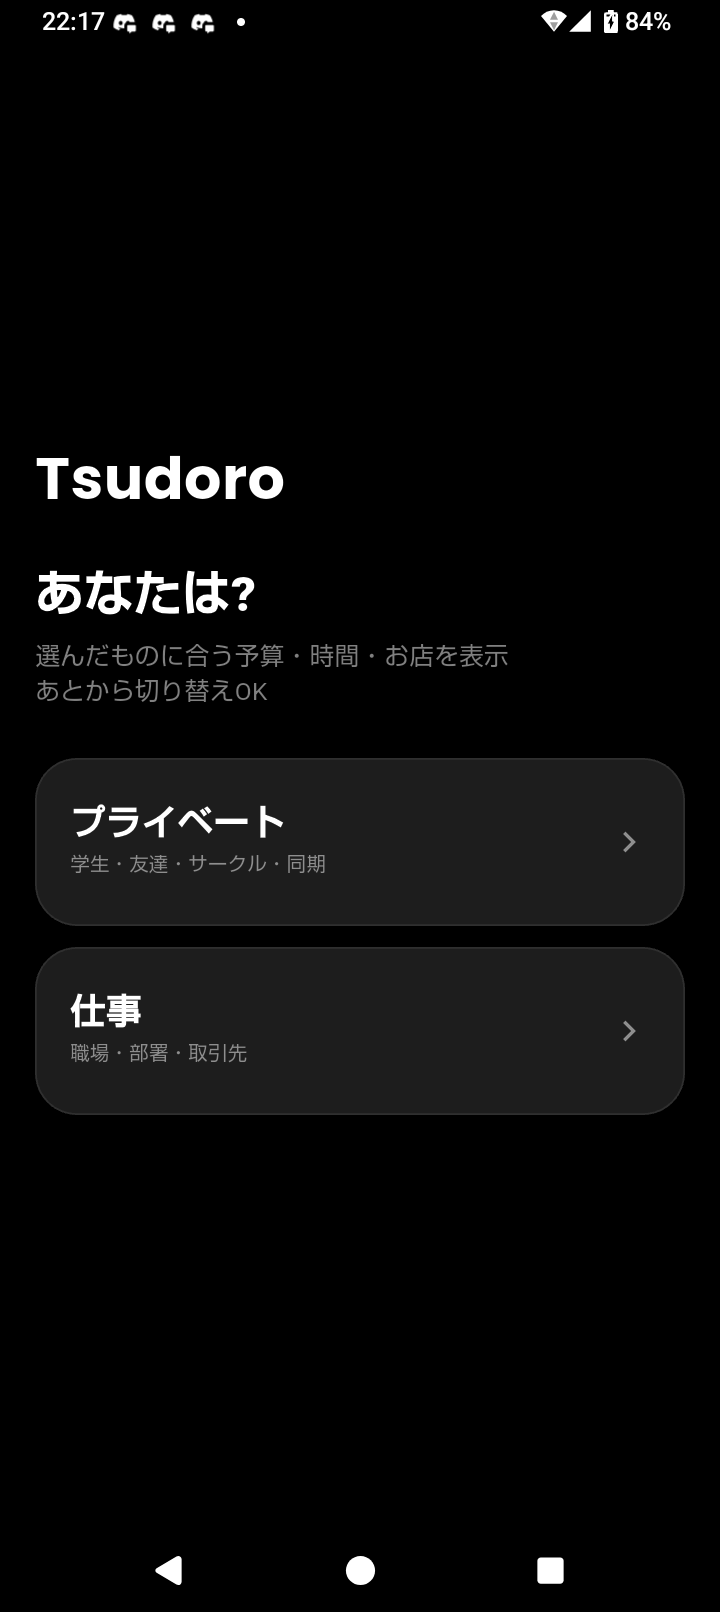 22:17
84%
Tsudoro
あなたは?
選んだものに合う予算・時間・お店を表示
あとから切り替えOK
プライベート
学生・友達・サークル・同期
仕事
職場・部署・取引先